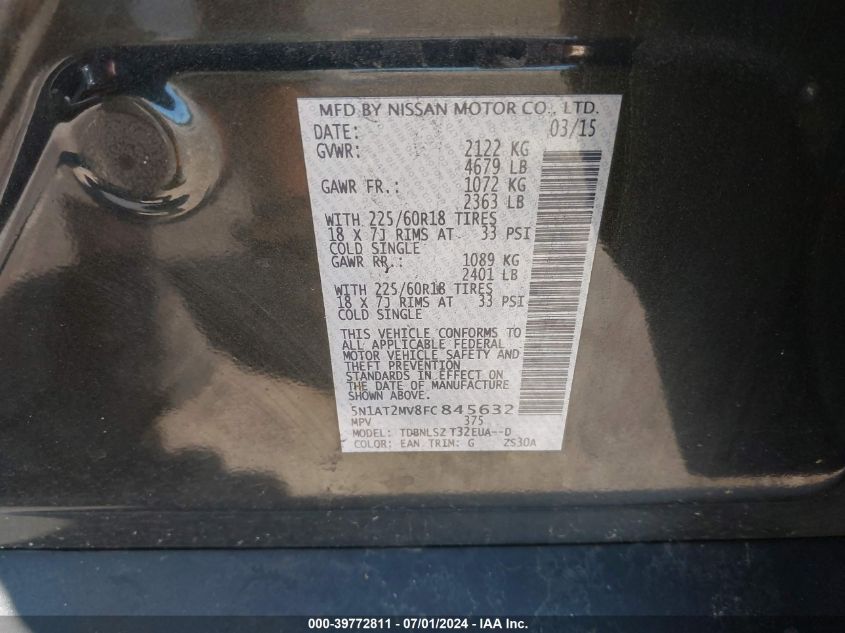 MFD BY NISSAN MOTOR CO., LTD.
DATE: 03/15
GVWR: 2122 KG
4679 LB
GAWR FR.: 1072 KG
2363 LB
WITH 225/60R18 TIRES
18 X 7J RIMS AT 33 PSI
COLD SINGLE
GAWR RR.: 1089 KG
2401 LB
WITH 225/60R18 TIRES
18 X 7J RIMS AT 33 PSI
COLD SINGLE
THIS VEHICLE CONFORMS TO
ALL APPLICABLE FEDERAL
MOTOR VEHICLE SAFETY AND
THEFT PREVENTION
STANDARDS IN EFFECT ON
THE DATE OF MANUFACTURE
SHOWN ABOVE.
5N1AT2MV8FC845632
MPV 375
MODEL: TDBNLSZ T32EUA--D
COLOR: EAN TRIM: G ZS30A
000-39772811 - 07/01/2024 - IAA Inc.